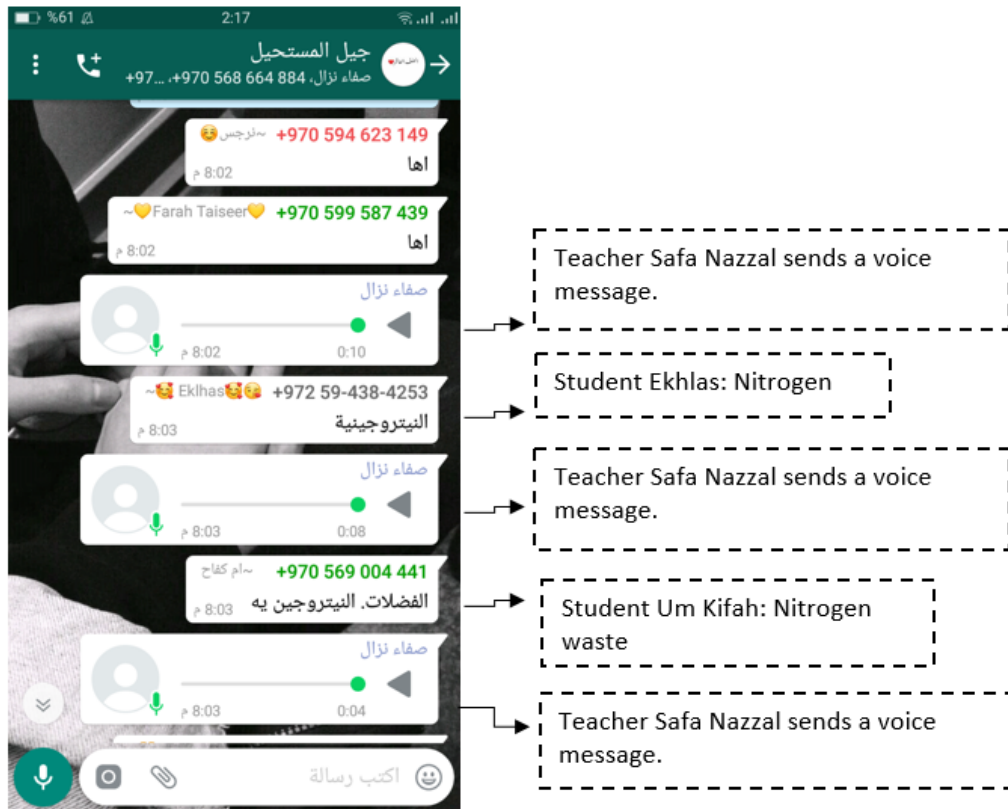 %61 2:17
جيل المستحيل
صفاء نزال، ‎+970 568 664 884، ‎+97...
~نرجس☺️ +970 594 623 149
اها
8:02 م
~💛Farah Taiseer💛 +970 599 587 439
اها
8:02 م
صفاء نزال
8:02 م 0:10
~🥰Eklhas🥰😘 +972 59-438-4253
النيتروجينية
8:03 م
صفاء نزال
8:03 م 0:08
~ام كفاح +970 569 004 441
الفضلات. النيتروجين يه 8:03 م
صفاء نزال
8:03 م 0:04
اكتب رسالة
Teacher Safa Nazzal sends a voice
message.
Student Ekhlas: Nitrogen
Teacher Safa Nazzal sends a voice
message.
Student Um Kifah: Nitrogen
waste
Teacher Safa Nazzal sends a voice
message.